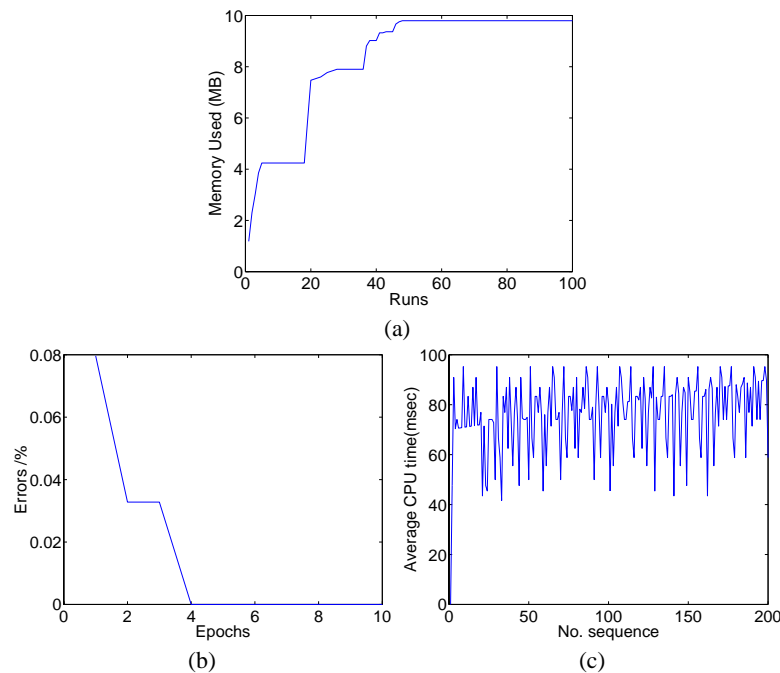 10
8
6
4
2
0
Memory Used (MB)
0 20 40 60 80 100
Runs
(a)
0.08
0.06
0.04
0.02
0
Errors /%
0 2 4 6 8 10
Epochs
(b)
100
80
60
40
20
0
Average CPU time(msec)
0 50 100 150 200
No. sequence
(c)